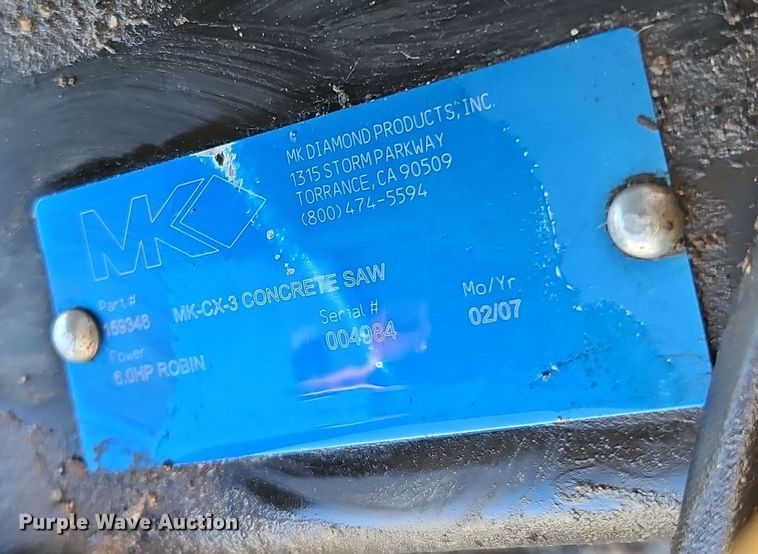 MK
MK DIAMOND PRODUCTS, INC.
1315 STORM PARKWAY
TORRANCE, CA 90509
(800) 474-5594
MK-CX-3 CONCRETE SAW
Part #
159346
Serial #
004984
Mo/Yr
02/07
Power
6.0HP ROBIN
Purple Wave Auction